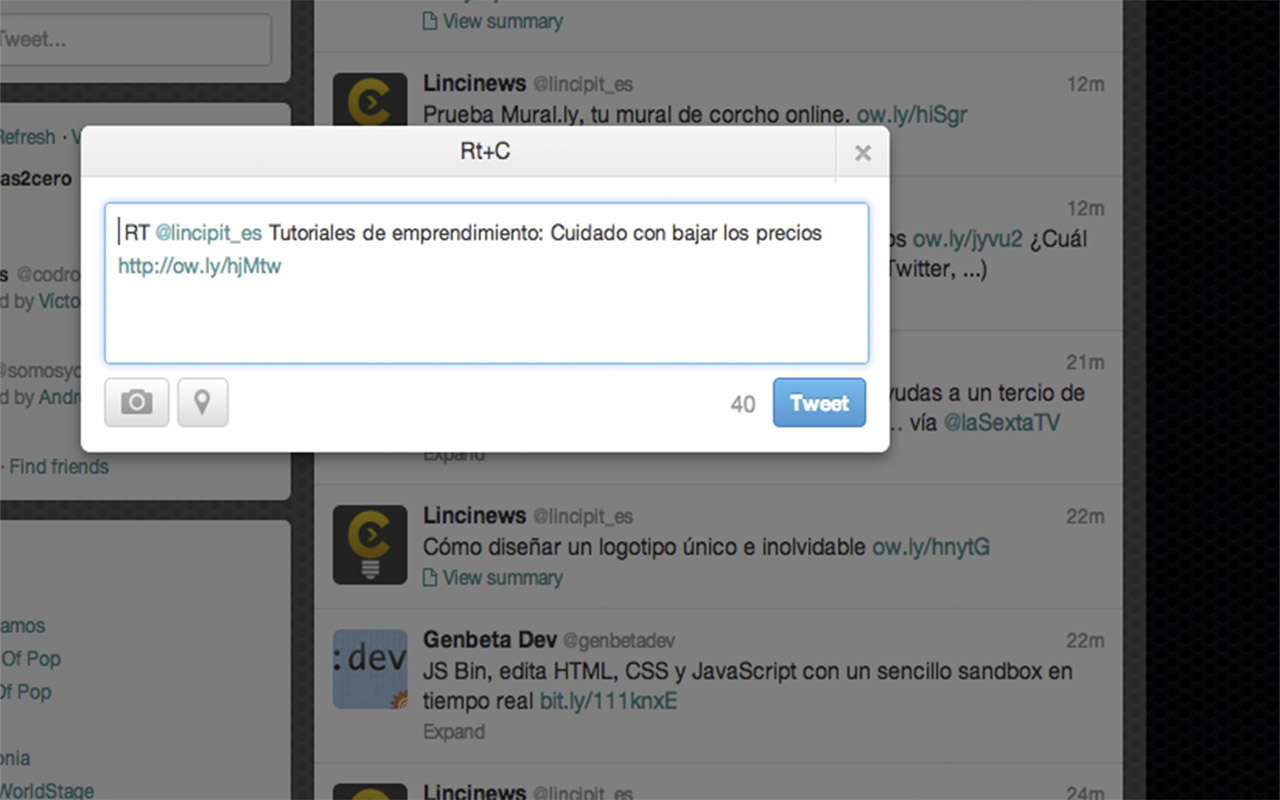 View summary
Tweet...
Lincinews @lincipit_es 12m
Prueba Mural.ly, tu mural de corcho online. ow.ly/hiSgr
Refresh ·
as2cero
Rt+C
×
RT @lincipit_es Tutoriales de emprendimiento: Cuidado con bajar los precios
http://ow.ly/hjMtw
40 Tweet
12m
os ow.ly/jyvu2 ¿Cuál
Twitter, ...)
s @codro
d by Victo
@somosyo
d by Andr
· Find friends
21m
yudas a un tercio de
.. vía @laSextaTV
Expand
Lincinews @lincipit_es 22m
Cómo diseñar un logotipo único e inolvidable ow.ly/hnytG
View summary
Genbeta Dev @genbetadev 22m
:dev
JS Bin, edita HTML, CSS y JavaScript con un sencillo sandbox en
tiempo real bit.ly/111knxE
Expand
amos
Of Pop
Of Pop
onia
WorldStage
Lincinews @lincipit_es 24m